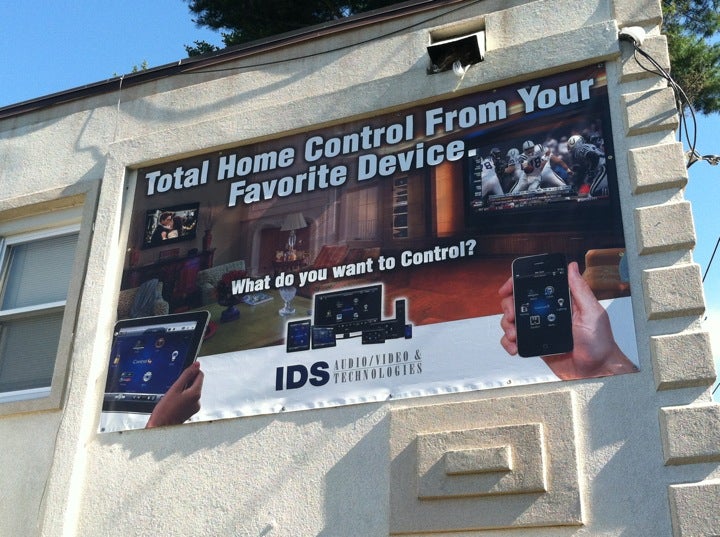 Total Home Control From Your
Favorite Device.
What do you want to Control?
IDS AUDIO/VIDEO &
TECHNOLOGIES